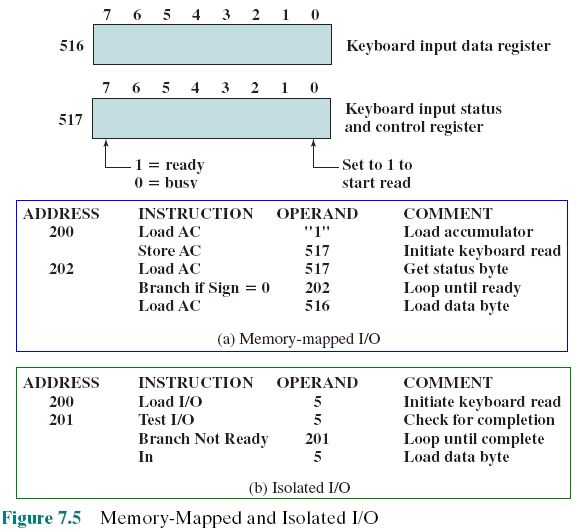 7 6 5 4 3 2 1 0
516 Keyboard input data register
7 6 5 4 3 2 1 0
517 Keyboard input status
and control register
1 = ready Set to 1 to
0 = busy start read
ADDRESS INSTRUCTION OPERAND COMMENT
200 Load AC "1" Load accumulator
Store AC 517 Initiate keyboard read
202 Load AC 517 Get status byte
Branch if Sign = 0 202 Loop until ready
Load AC 516 Load data byte
(a) Memory-mapped I/O
ADDRESS INSTRUCTION OPERAND COMMENT
200 Load I/O 5 Initiate keyboard read
201 Test I/O 5 Check for completion
Branch Not Ready 201 Loop until complete
In 5 Load data byte
(b) Isolated I/O
Figure 7.5 Memory-Mapped and Isolated I/O